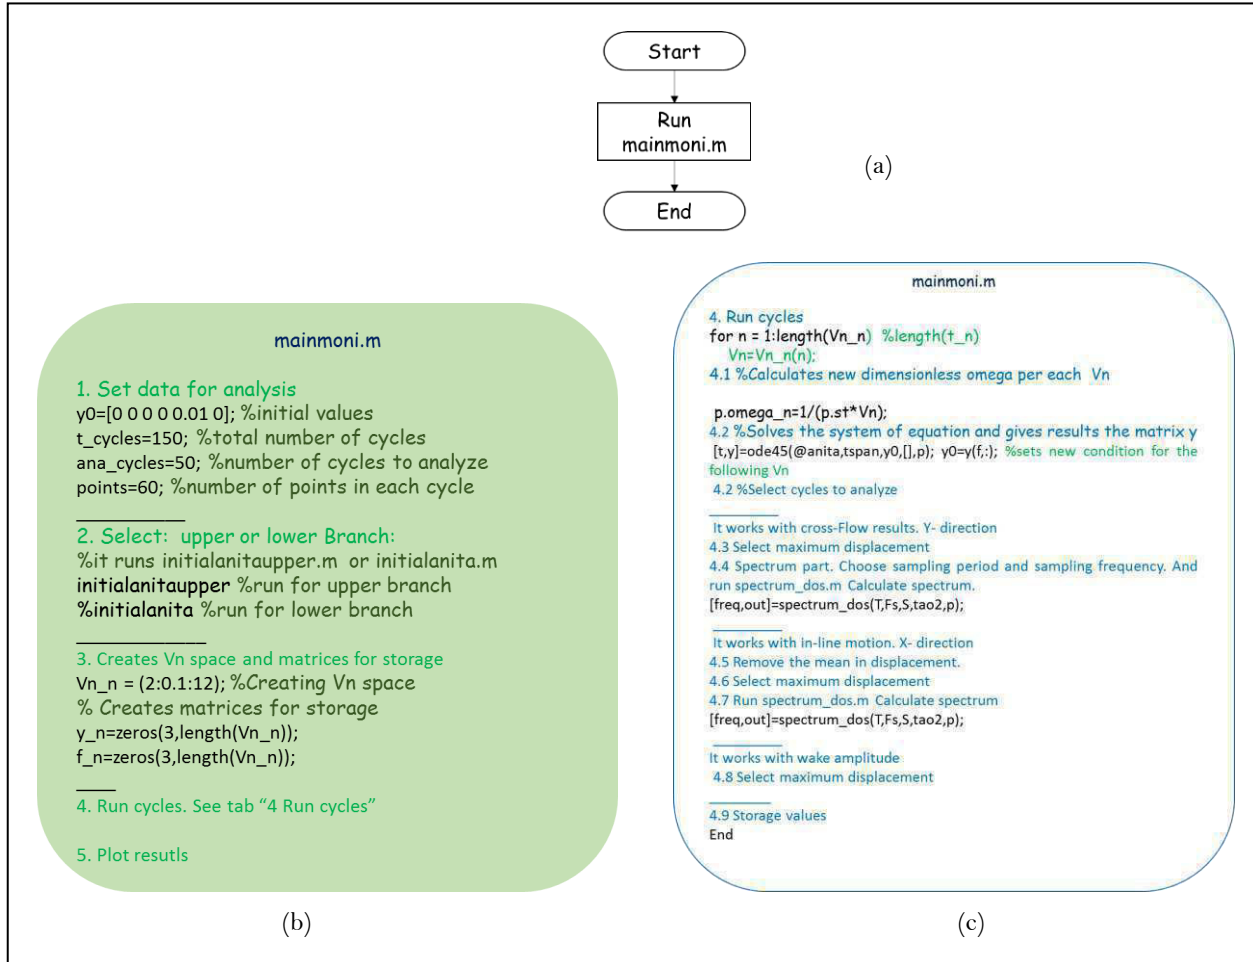 Start
Run
mainmoni.m
End
(a)
mainmoni.m
1. Set data for analysis
y0=[0 0 0 0 0.01 0]; %initial values
t_cycles=150; %total number of cycles
ana_cycles=50; %number of cycles to analyze
points=60; %number of points in each cycle
2. Select:  upper or lower Branch:
%it runs initialanitaupper.m  or initialanita.m
initialanitaupper %run for upper branch
%initialanita %run for lower branch
3. Creates Vn space and matrices for storage
Vn_n = (2:0.1:12); %Creating Vn space
% Creates matrices for storage
y_n=zeros(3,length(Vn_n));
f_n=zeros(3,length(Vn_n));
4. Run cycles. See tab “4 Run cycles”
5. Plot resutls
(b)
mainmoni.m
4. Run cycles
for n = 1:length(Vn_n)  %length(t_n)
Vn=Vn_n(n);
4.1 %Calculates new dimensionless omega per each  Vn
p.omega_n=1/(p.st*Vn);
4.2 %Solves the system of equation and gives results the matrix y
[t,y]=ode45(@anita,tspan,y0,[],p);  y0=y(f,:);  %sets new condition for the
following Vn
4.2 %Select cycles to analyze
It works with cross-Flow results. Y- direction
4.3 Select maximum displacement
4.4 Spectrum part. Choose sampling period and sampling frequency. And
run spectrum_dos.m  Calculate spectrum.
[freq,out]=spectrum_dos(T,Fs,S,tao2,p);
It works with in-line motion. X- direction
4.5 Remove the mean in displacement.
4.6 Select maximum displacement
4.7 Run spectrum_dos.m  Calculate spectrum
[freq,out]=spectrum_dos(T,Fs,S,tao2,p);
It works with wake amplitude
4.8 Select maximum displacement
4.9 Storage values
End
(c)